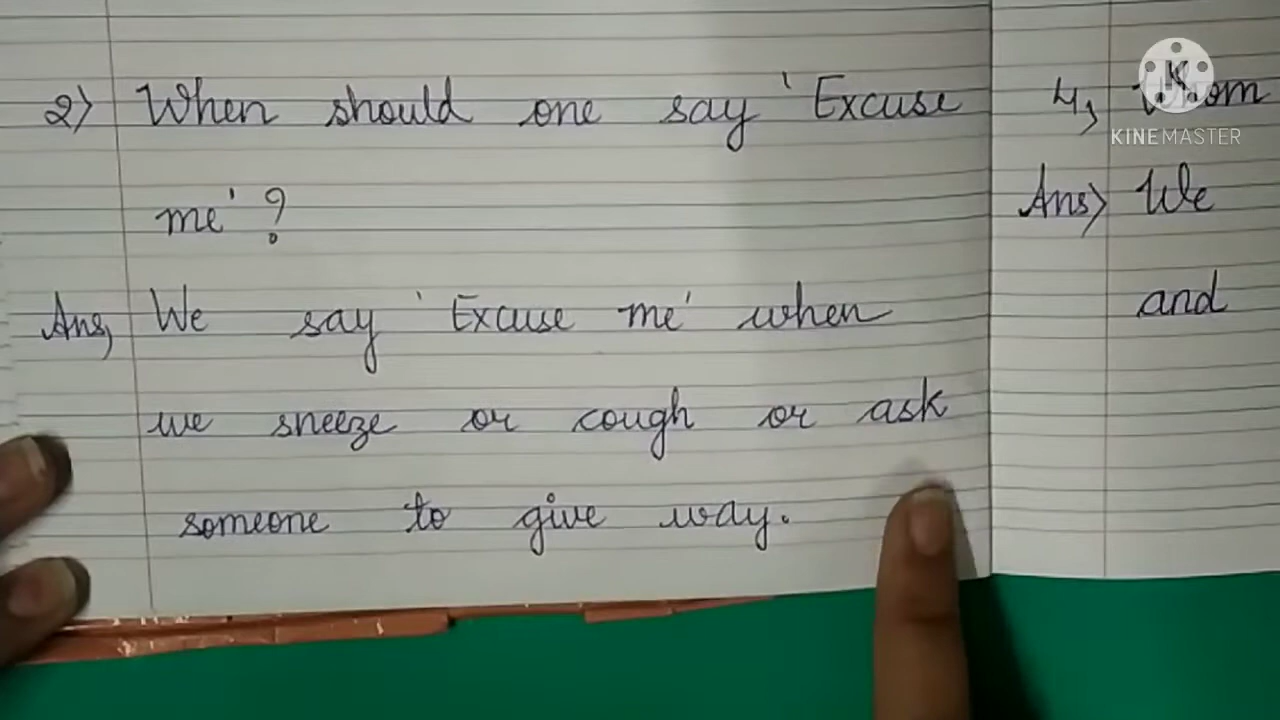 2) When should one say 'Excuse
me' ?
Ans, We say 'Excuse me' when
we sneeze or cough or ask
someone to give way.
4, Whom
Ans) We
and
KINEMASTER